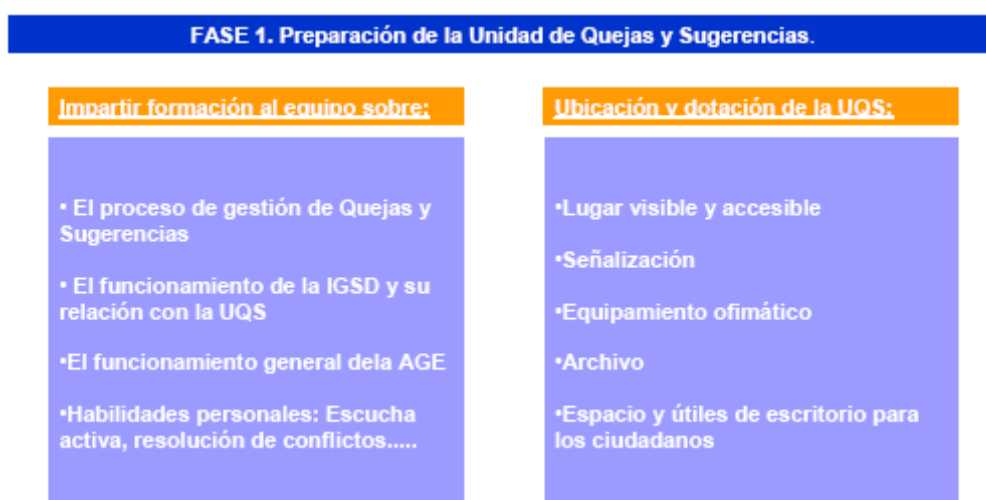 FASE 1. Preparación de la Unidad de Quejas y Sugerencias.
Impartir formación al equipo sobre:
• El proceso de gestión de Quejas y
Sugerencias
• El funcionamiento de la IGSD y su
relación con la UQS
•El funcionamiento general dela AGE
•Habilidades personales: Escucha
activa, resolución de conflictos.....
Ubicación y dotación de la UQS:
•Lugar visible y accesible
•Señalización
•Equipamiento ofimático
•Archivo
•Espacio y útiles de escritorio para
los ciudadanos